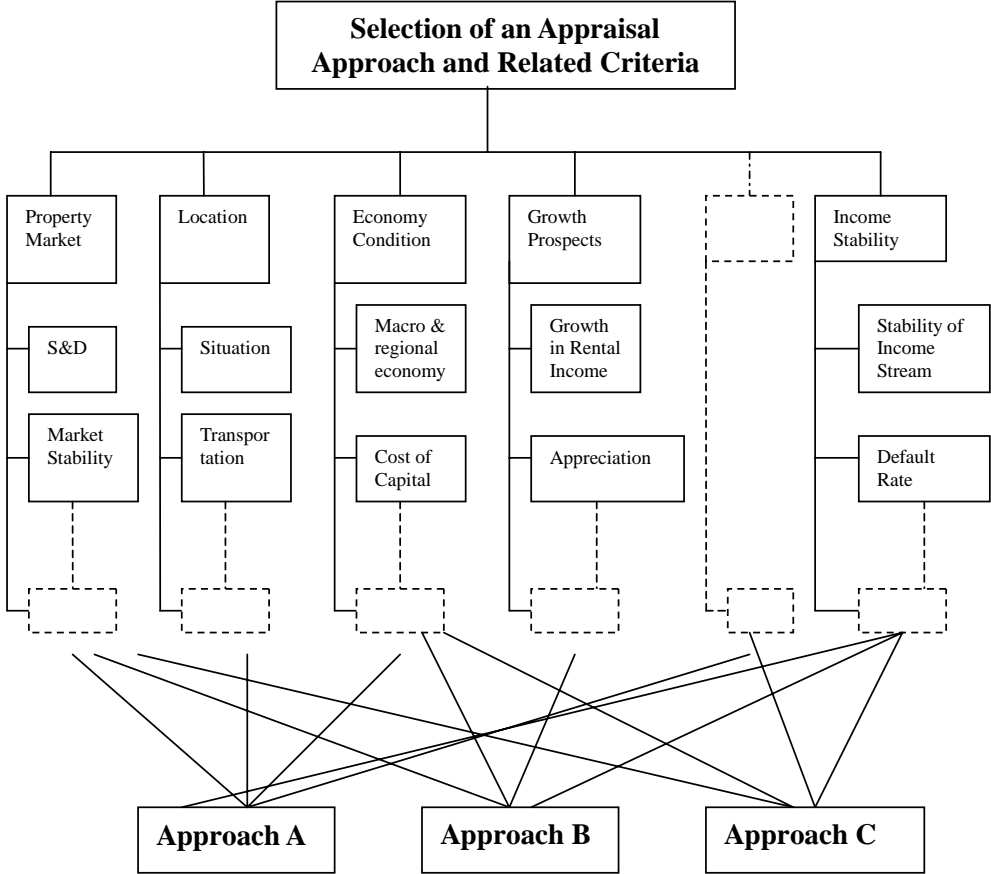 Selection of an Appraisal
Approach and Related Criteria
Property
Market
Location
Economy
Condition
Growth
Prospects
Income
Stability
S&D
Situation
Macro &
regional
economy
Growth
in Rental
Income
Stability of
Income
Stream
Market
Stability
Transpor
tation
Cost of
Capital
Appreciation
Default
Rate
Approach A
Approach B
Approach C